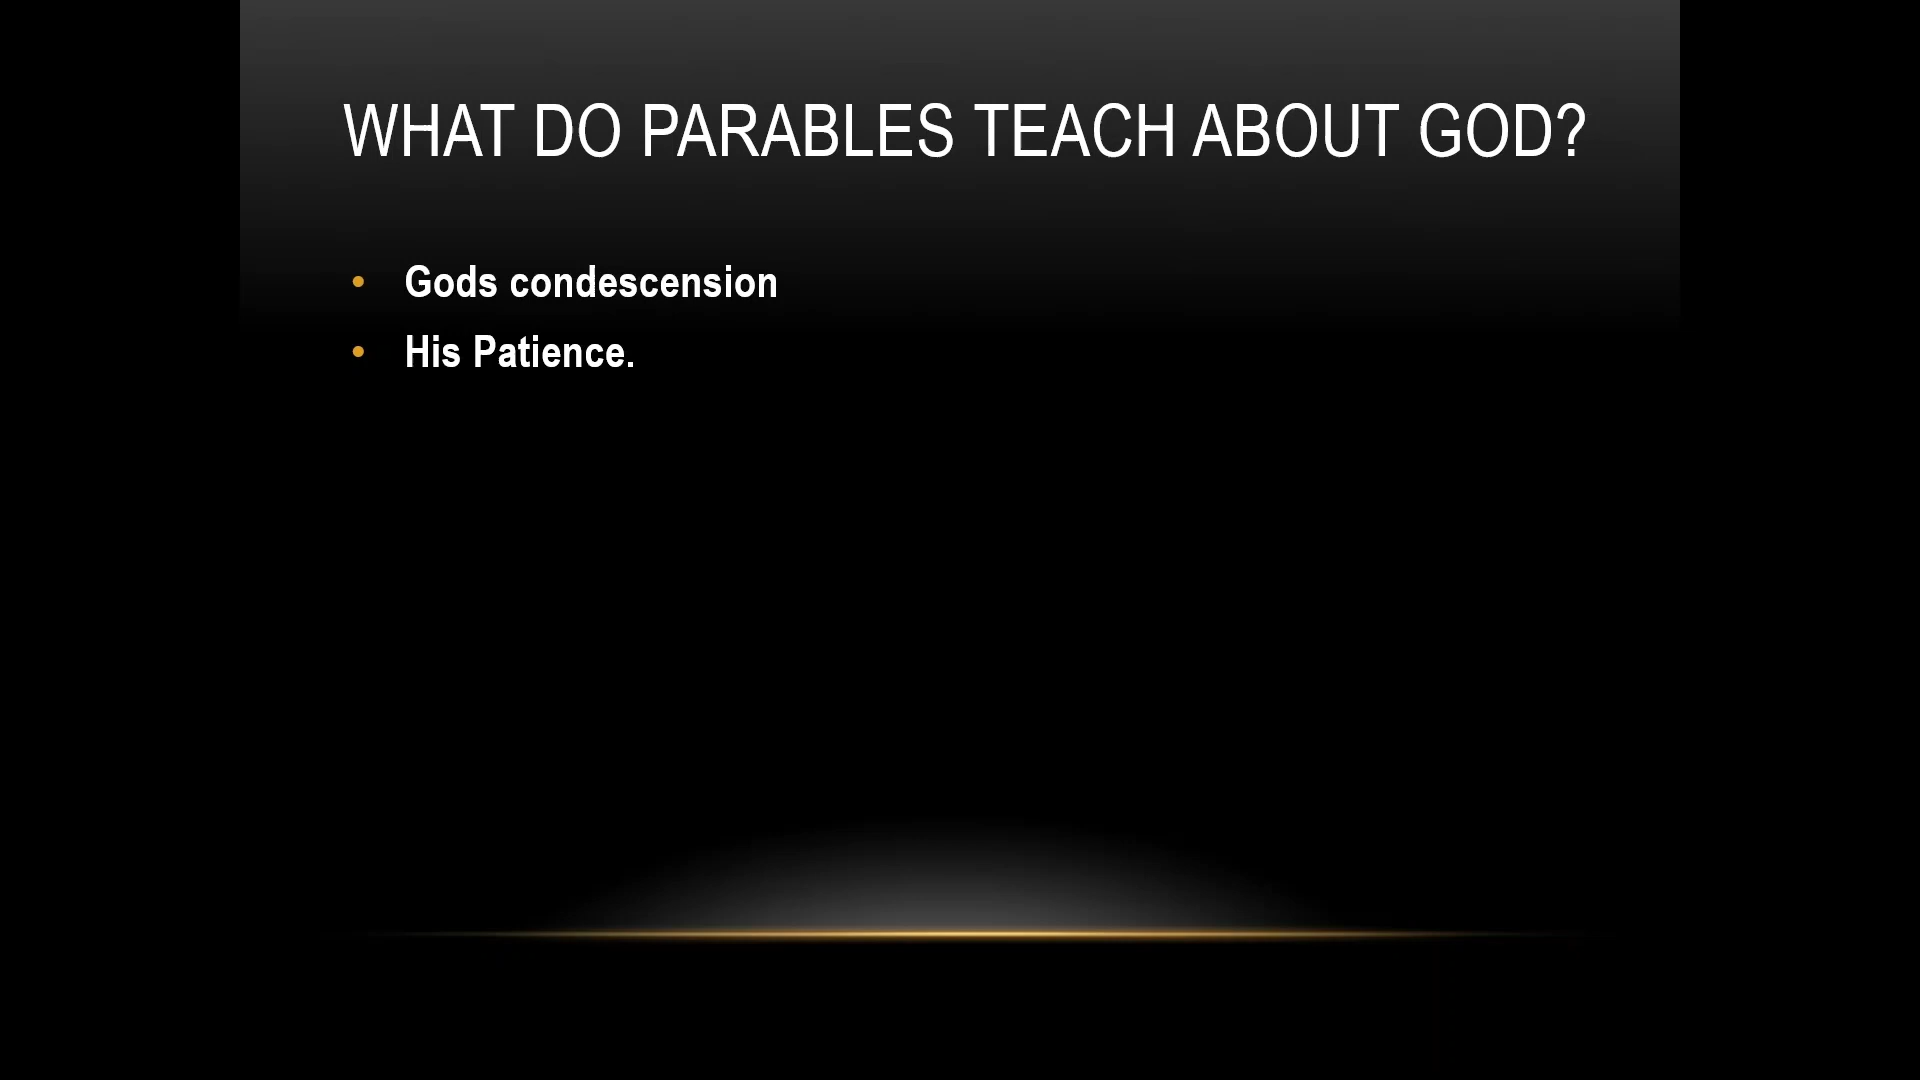 WHAT DO PARABLES TEACH ABOUT GOD?
• Gods condescension
• His Patience.